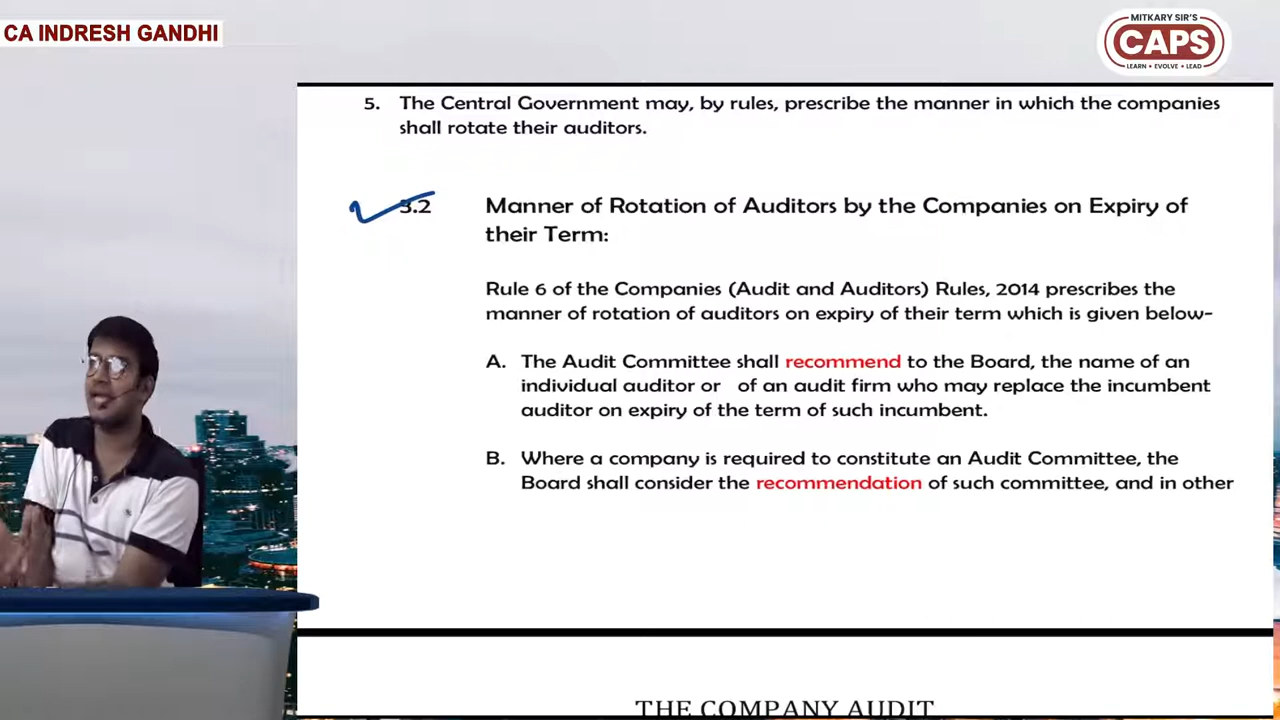 CA INDRESH GANDHI
MITKARY SIR'S
CAPS
LEARN • EVOLVE • LEAD
5. The Central Government may, by rules, prescribe the manner in which the companies
shall rotate their auditors.
3.2 Manner of Rotation of Auditors by the Companies on Expiry of
their Term:
Rule 6 of the Companies (Audit and Auditors) Rules, 2014 prescribes the
manner of rotation of auditors on expiry of their term which is given below-
A. The Audit Committee shall recommend to the Board, the name of an
individual auditor or of an audit firm who may replace the incumbent
auditor on expiry of the term of such incumbent.
B. Where a company is required to constitute an Audit Committee, the
Board shall consider the recommendation of such committee, and in other
THE COMPANY AUDIT